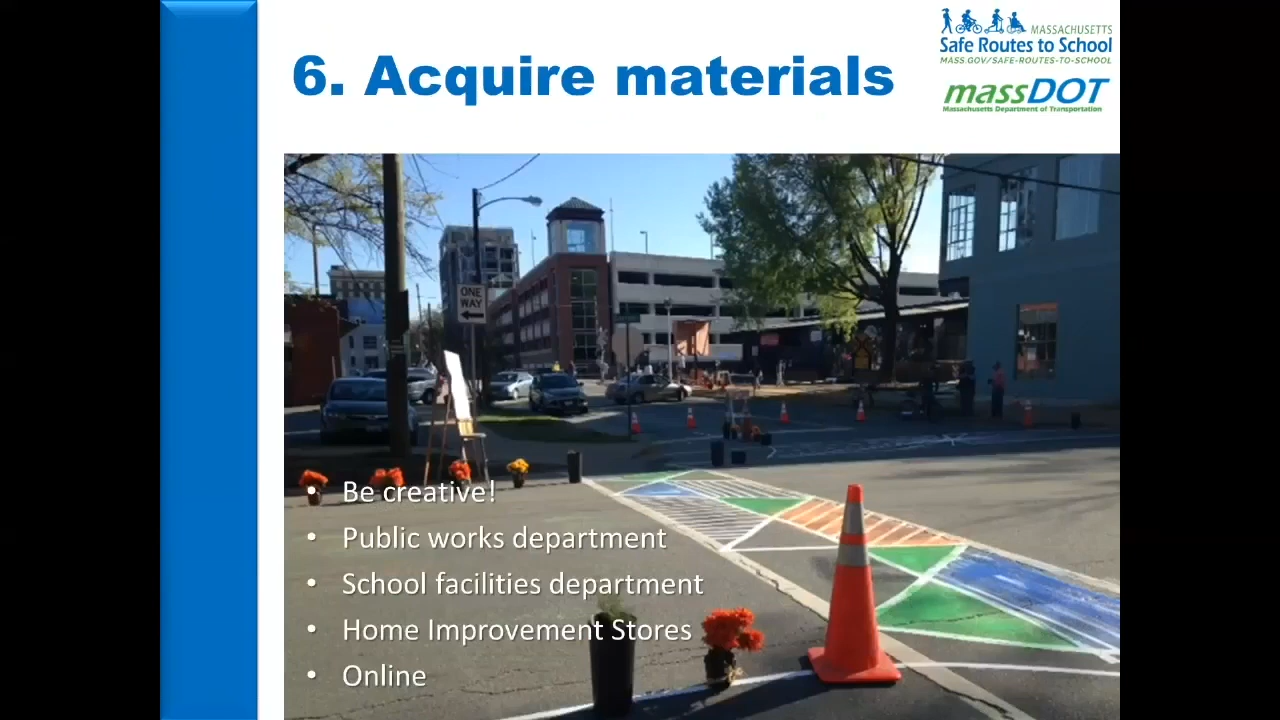 6. Acquire materials
MASSACHUSETTS
Safe Routes to School
MASS.GOV/SAFE-ROUTES-TO-SCHOOL
massDOT
Massachusetts Department of Transportation
ONE
WAY
• Be creative!
• Public works department
• School facilities department
• Home Improvement Stores
• Online